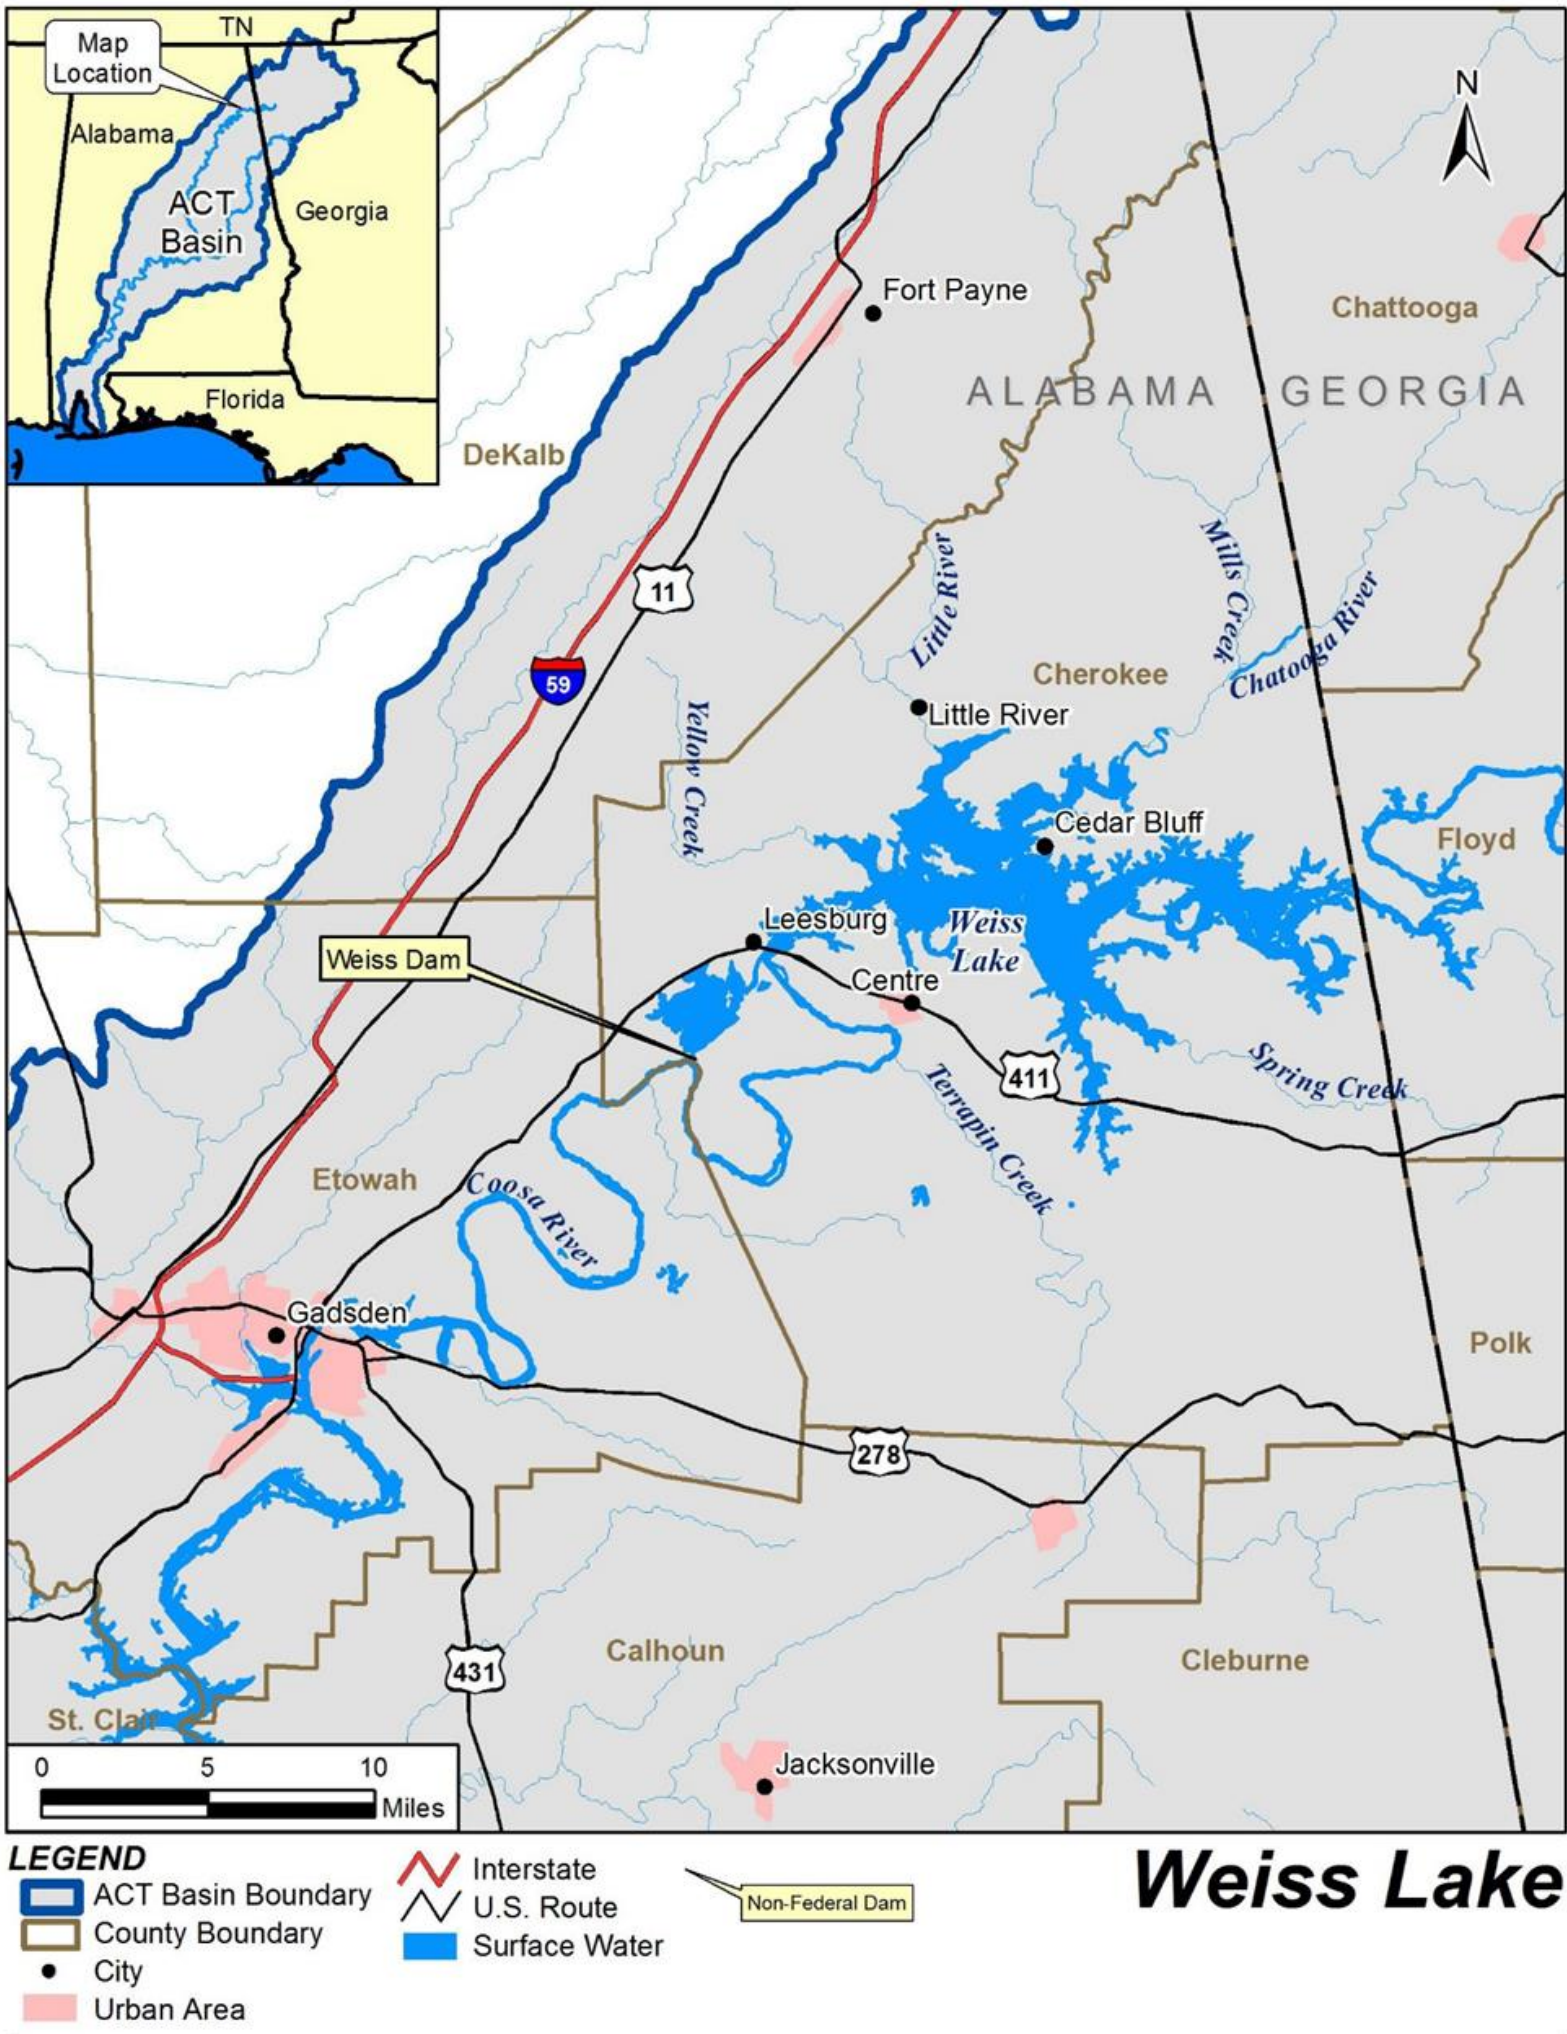 TN
Map
Location
Alabama
ACT
Basin
Georgia
Florida
N
Fort Payne
Chattooga
ALABAMA
GEORGIA
DeKalb
11
Little River
Mills Creek
Chatooga River
59
Cherokee
Little River
Yellow Creek
Cedar Bluff
Floyd
Leesburg
Weiss
Lake
Weiss Dam
Centre
411
Spring Creek
Terrapin Creek
Etowah
Coosa River
Gadsden
Polk
278
Calhoun
Cleburne
431
St. Clair
Jacksonville
0 5 10
Miles
LEGEND
ACT Basin Boundary
County Boundary
City
Urban Area
Interstate
U.S. Route
Surface Water
Non-Federal Dam
Weiss Lake